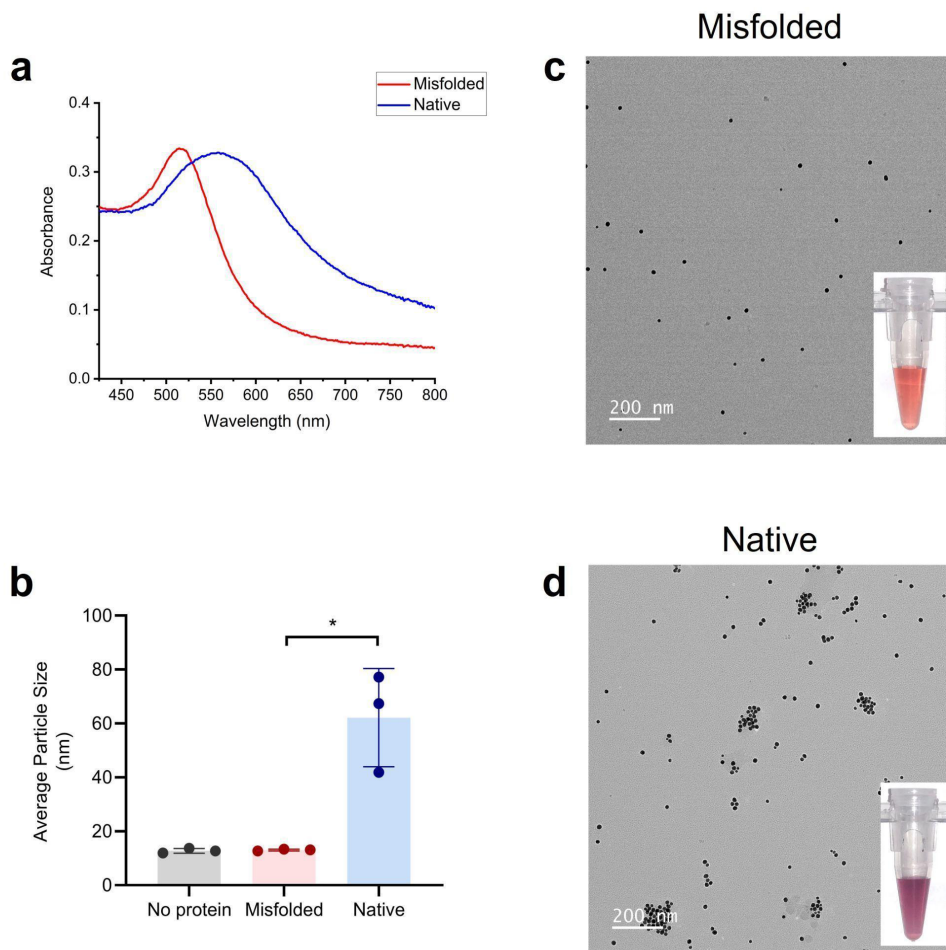 Misfolded
a
c
Misfolded
Native
0.4
0.3
0.2
0.1
0.0
Absorbance
450 500 550 600 650 700 750 800
Wavelength (nm)
200 nm
Native
b
d
100
80
60
40
20
0
Average Particle Size
(nm)
*
No protein Misfolded Native
200 nm